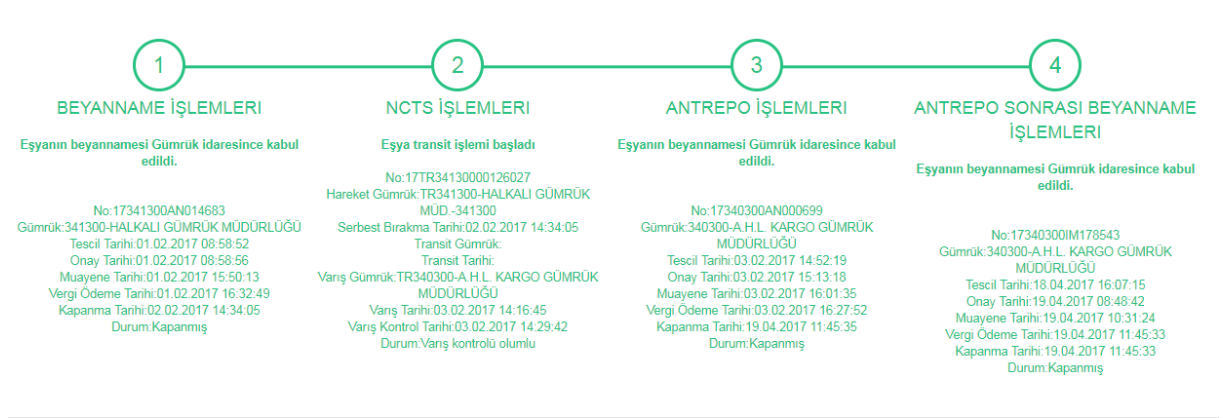 1
BEYANNAME İŞLEMLERİ
Eşyanın beyannamesi Gümrük idaresince kabul
edildi.
No:17341300AN014683
Gümrük:341300-HALKALI GÜMRÜK MÜDÜRLÜĞÜ
Tescil Tarihi:01.02.2017 08:58:52
Onay Tarihi:01.02.2017 08:58:56
Muayene Tarihi:01.02.2017 15:50:13
Vergi Ödeme Tarihi:01.02.2017 16:32:49
Kapanma Tarihi:02.02.2017 14:34:05
Durum:Kapanmış
2
NCTS İŞLEMLERİ
Eşya transit işlemi başladı
No:17TR34130000126027
Hareket Gümrük:TR341300-HALKALI GÜMRÜK
MÜD.-341300
Serbest Bırakma Tarihi:02.02.2017 14:34:05
Transit Gümrük:
Transit Tarihi:
Varış Gümrük:TR340300-A.H.L. KARGO GÜMRÜK
MÜDÜRLÜĞÜ
Varış Tarihi:03.02.2017 14:16:45
Varış Kontrol Tarihi:03.02.2017 14:29:42
Durum:Varış kontrolü olumlu
3
ANTREPO İŞLEMLERİ
Eşyanın beyannamesi Gümrük idaresince kabul
edildi.
No:17340300AN000699
Gümrük:340300-A.H.L. KARGO GÜMRÜK
MÜDÜRLÜĞÜ
Tescil Tarihi:03.02.2017 14:52:19
Onay Tarihi:03.02.2017 15:13:18
Muayene Tarihi:03.02.2017 16:01:35
Vergi Ödeme Tarihi:03.02.2017 16:27:52
Kapanma Tarihi:19.04.2017 11:45:35
Durum:Kapanmış
4
ANTREPO SONRASI BEYANNAME
İŞLEMLERİ
Eşyanın beyannamesi Gümrük idaresince kabul
edildi.
No:17340300IM178543
Gümrük:340300-A.H.L. KARGO GÜMRÜK
MÜDÜRLÜĞÜ
Tescil Tarihi:18.04.2017 16:07:15
Onay Tarihi:19.04.2017 08:48:42
Muayene Tarihi:19.04.2017 10:31:24
Vergi Ödeme Tarihi:19.04.2017 11:45:33
Kapanma Tarihi:19.04.2017 11:45:33
Durum:Kapanmış